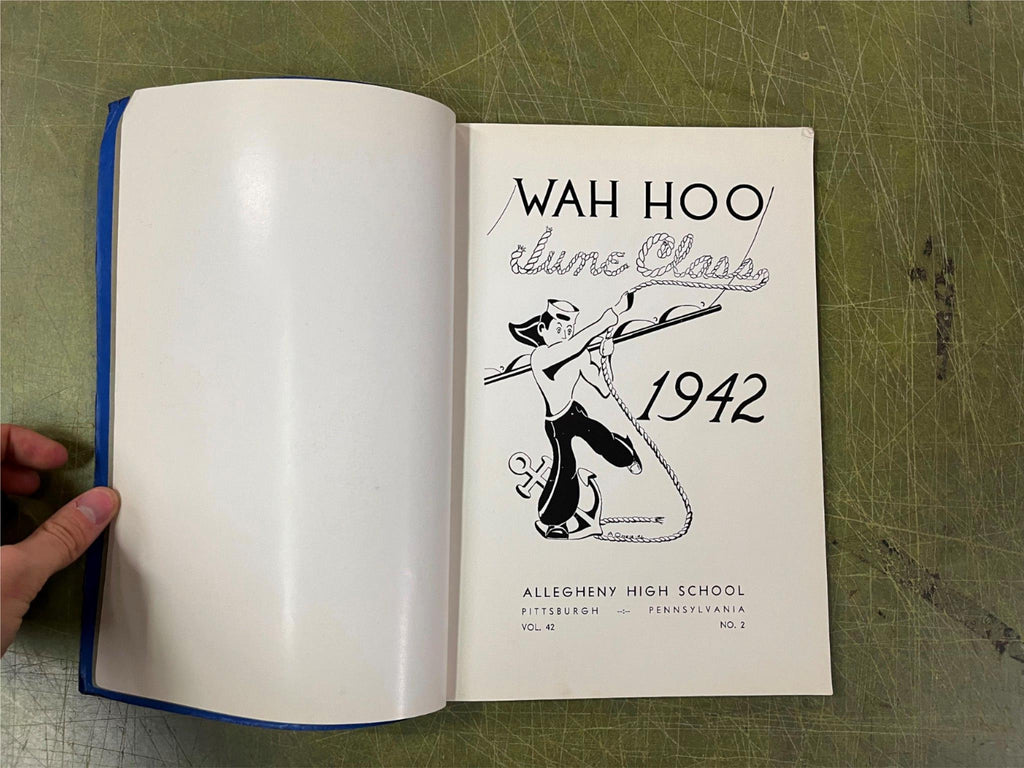 WAH HOO
June Class
1942
ALLEGHENY HIGH SCHOOL
PITTSBURGH --:-- PENNSYLVANIA
VOL. 42 NO. 2